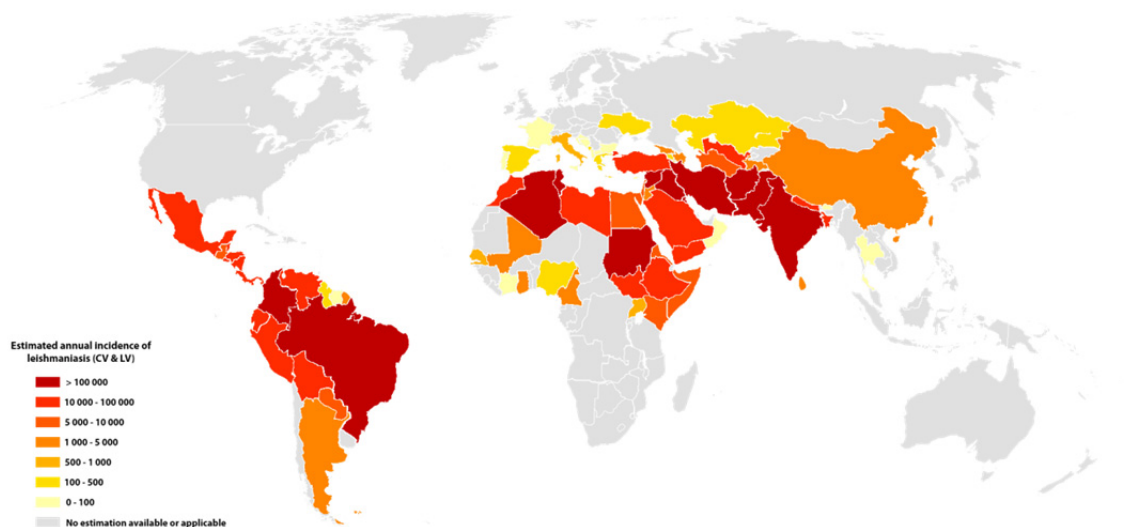 Estimated annual incidence of
leishmaniasis (CV & LV)
> 100 000
10 000 - 100 000
5 000 - 10 000
1 000 - 5 000
500 - 1 000
100 - 500
0 - 100
No estimation available or applicable